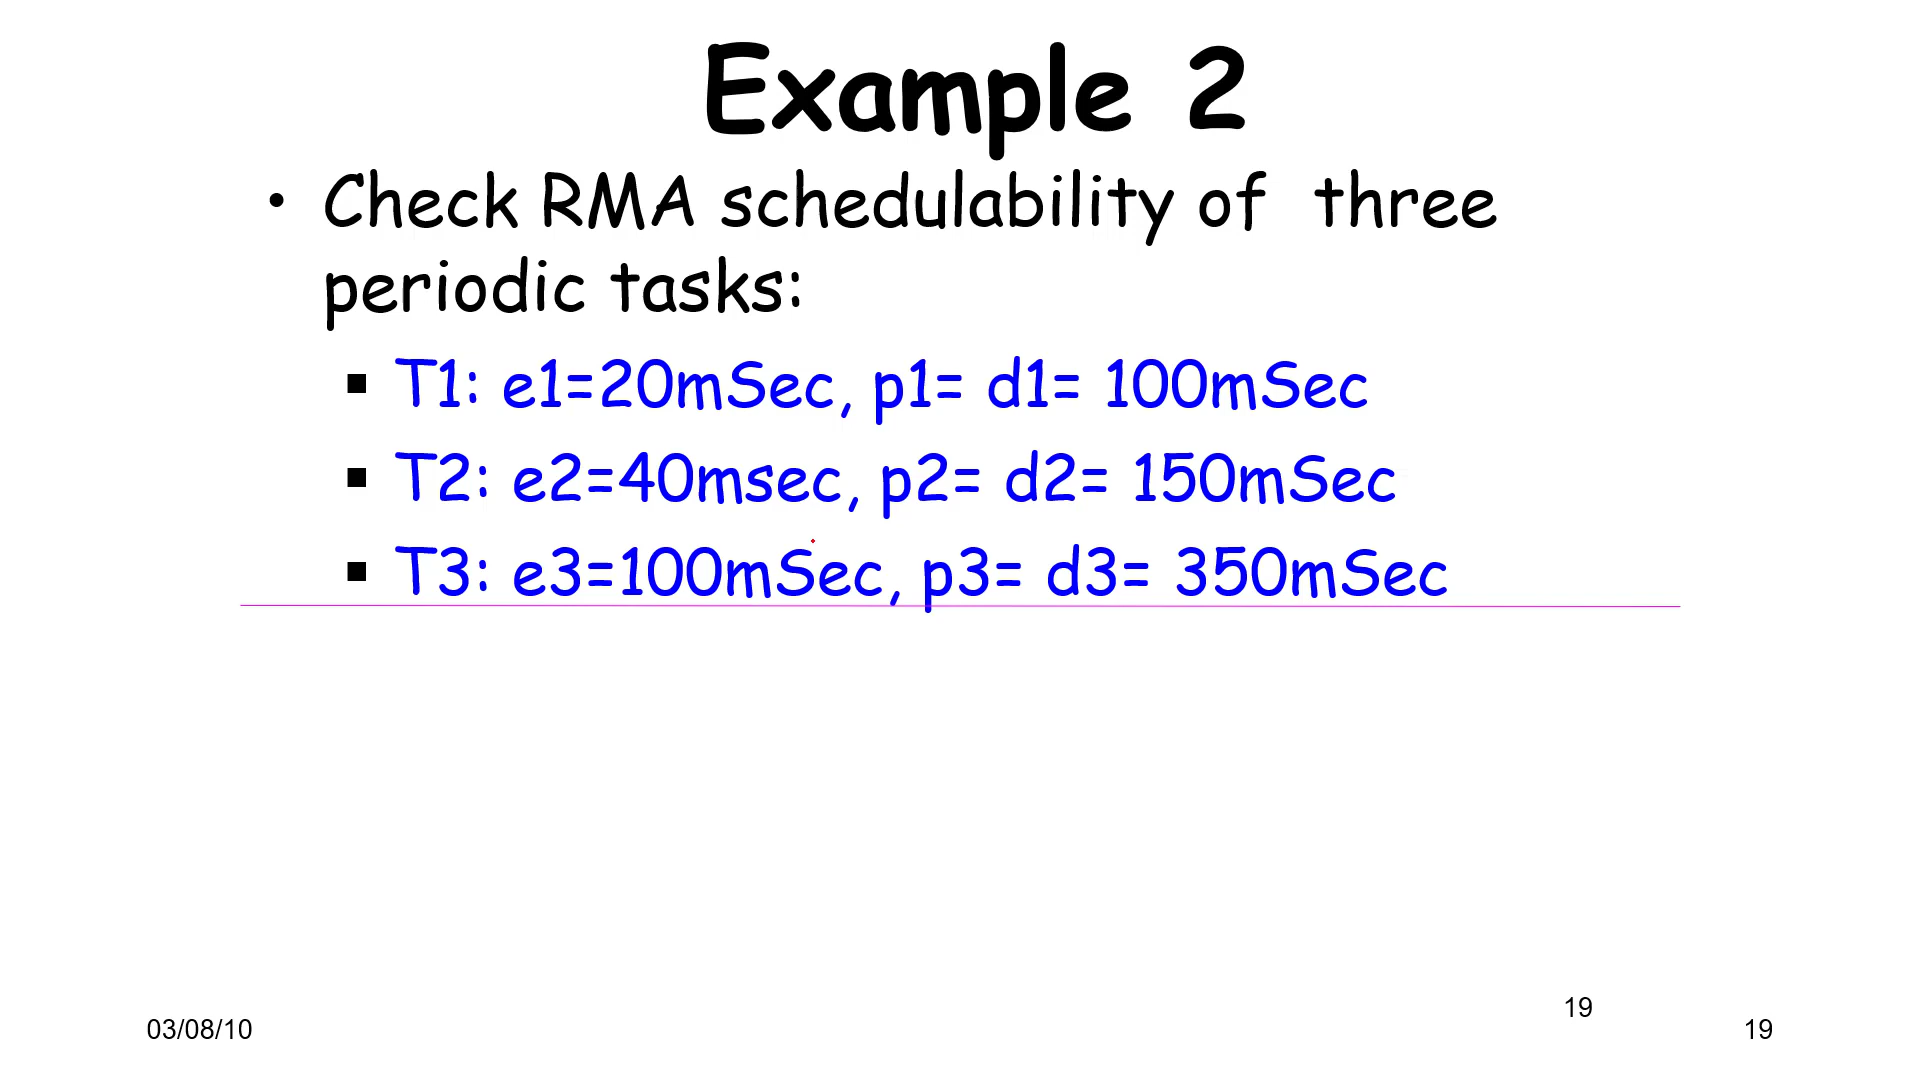 Example 2
• Check RMA schedulability of three
periodic tasks:
▪ T1: e1=20mSec, p1= d1= 100mSec
▪ T2: e2=40msec, p2= d2= 150mSec
▪ T3: e3=100mSec, p3= d3= 350mSec
19
03/08/10
19